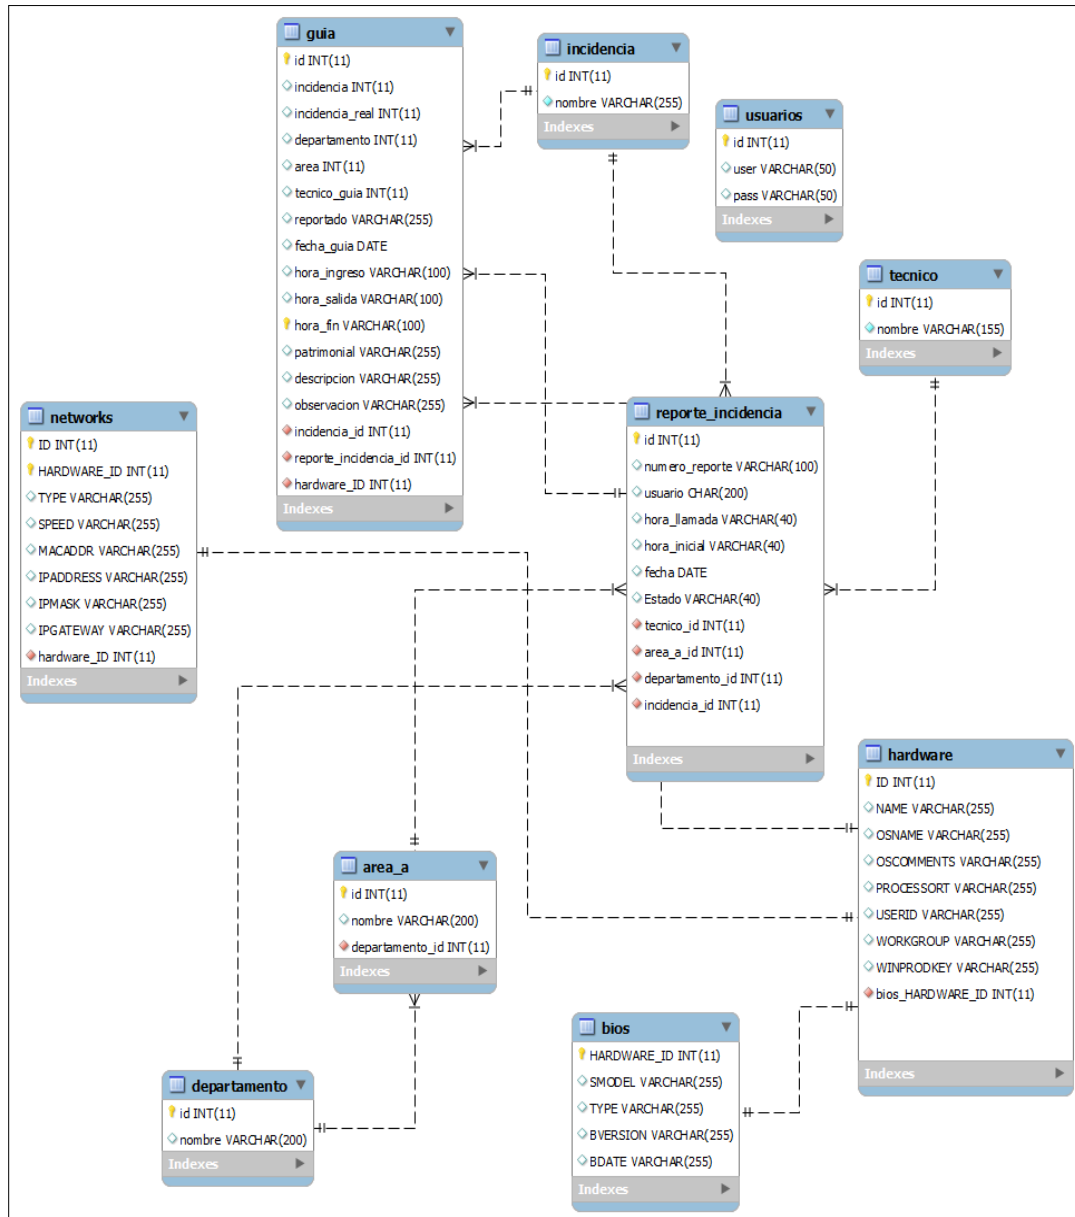 guia
id INT(11)
incidencia INT(11)
incidencia_real INT(11)
departamento INT(11)
area INT(11)
tecnico_guia INT(11)
reportado VARCHAR(255)
fecha_guia DATE
hora_ingreso VARCHAR(100)
hora_salida VARCHAR(100)
hora_fin VARCHAR(100)
patrimonial VARCHAR(255)
descripcion VARCHAR(255)
observacion VARCHAR(255)
incidencia_id INT(11)
reporte_incidencia_id INT(11)
hardware_ID INT(11)
Indexes
incidencia
id INT(11)
nombre VARCHAR(255)
Indexes
usuarios
id INT(11)
user VARCHAR(50)
pass VARCHAR(50)
Indexes
tecnico
id INT(11)
nombre VARCHAR(155)
Indexes
networks
ID INT(11)
HARDWARE_ID INT(11)
TYPE VARCHAR(255)
SPEED VARCHAR(255)
MACADDR VARCHAR(255)
IPADDRESS VARCHAR(255)
IPMASK VARCHAR(255)
IPGATEWAY VARCHAR(255)
hardware_ID INT(11)
Indexes
reporte_incidencia
id INT(11)
numero_reporte VARCHAR(100)
usuario CHAR(200)
hora_llamada VARCHAR(40)
hora_inicial VARCHAR(40)
fecha DATE
Estado VARCHAR(40)
tecnico_id INT(11)
area_a_id INT(11)
departamento_id INT(11)
incidencia_id INT(11)
Indexes
hardware
ID INT(11)
NAME VARCHAR(255)
OSNAME VARCHAR(255)
OSCOMMENTS VARCHAR(255)
PROCESSORT VARCHAR(255)
USERID VARCHAR(255)
WORKGROUP VARCHAR(255)
WINPRODKEY VARCHAR(255)
bios_HARDWARE_ID INT(11)
Indexes
area_a
id INT(11)
nombre VARCHAR(200)
departamento_id INT(11)
Indexes
bios
HARDWARE_ID INT(11)
SMODEL VARCHAR(255)
TYPE VARCHAR(255)
BVERSION VARCHAR(255)
BDATE VARCHAR(255)
Indexes
departamento
id INT(11)
nombre VARCHAR(200)
Indexes